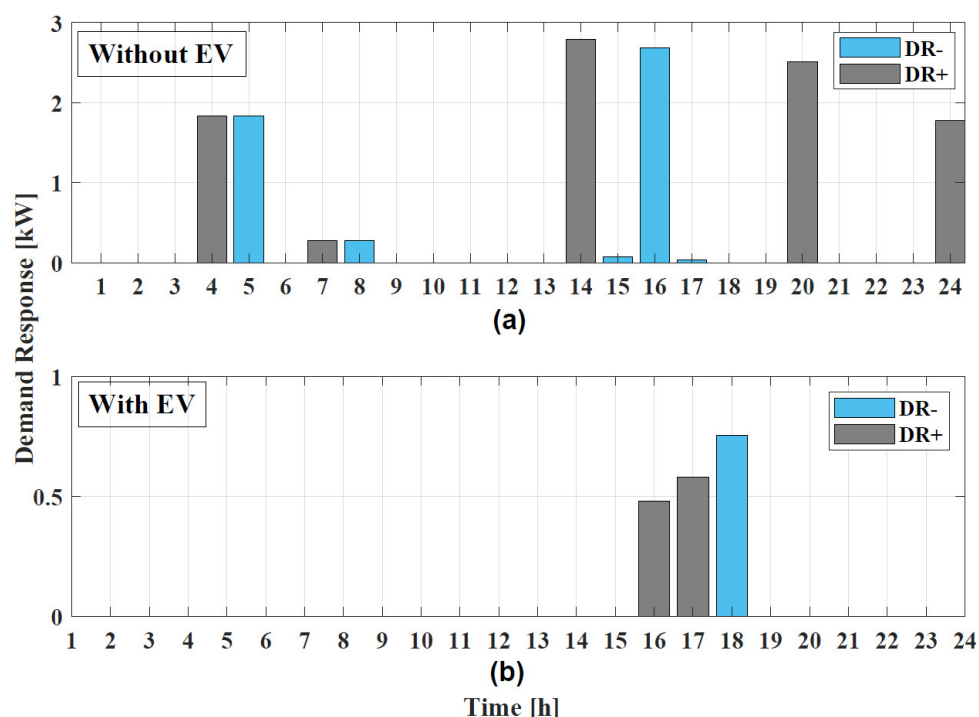 Demand Response [kW]
3
2
1
0
Without EV
DR-
DR+
1 2 3 4 5 6 7 8 9 10 11 12 13 14 15 16 17 18 19 20 21 22 23 24
(a)
1
0.5
0
With EV
DR-
DR+
1 2 3 4 5 6 7 8 9 10 11 12 13 14 15 16 17 18 19 20 21 22 23 24
(b)
Time [h]